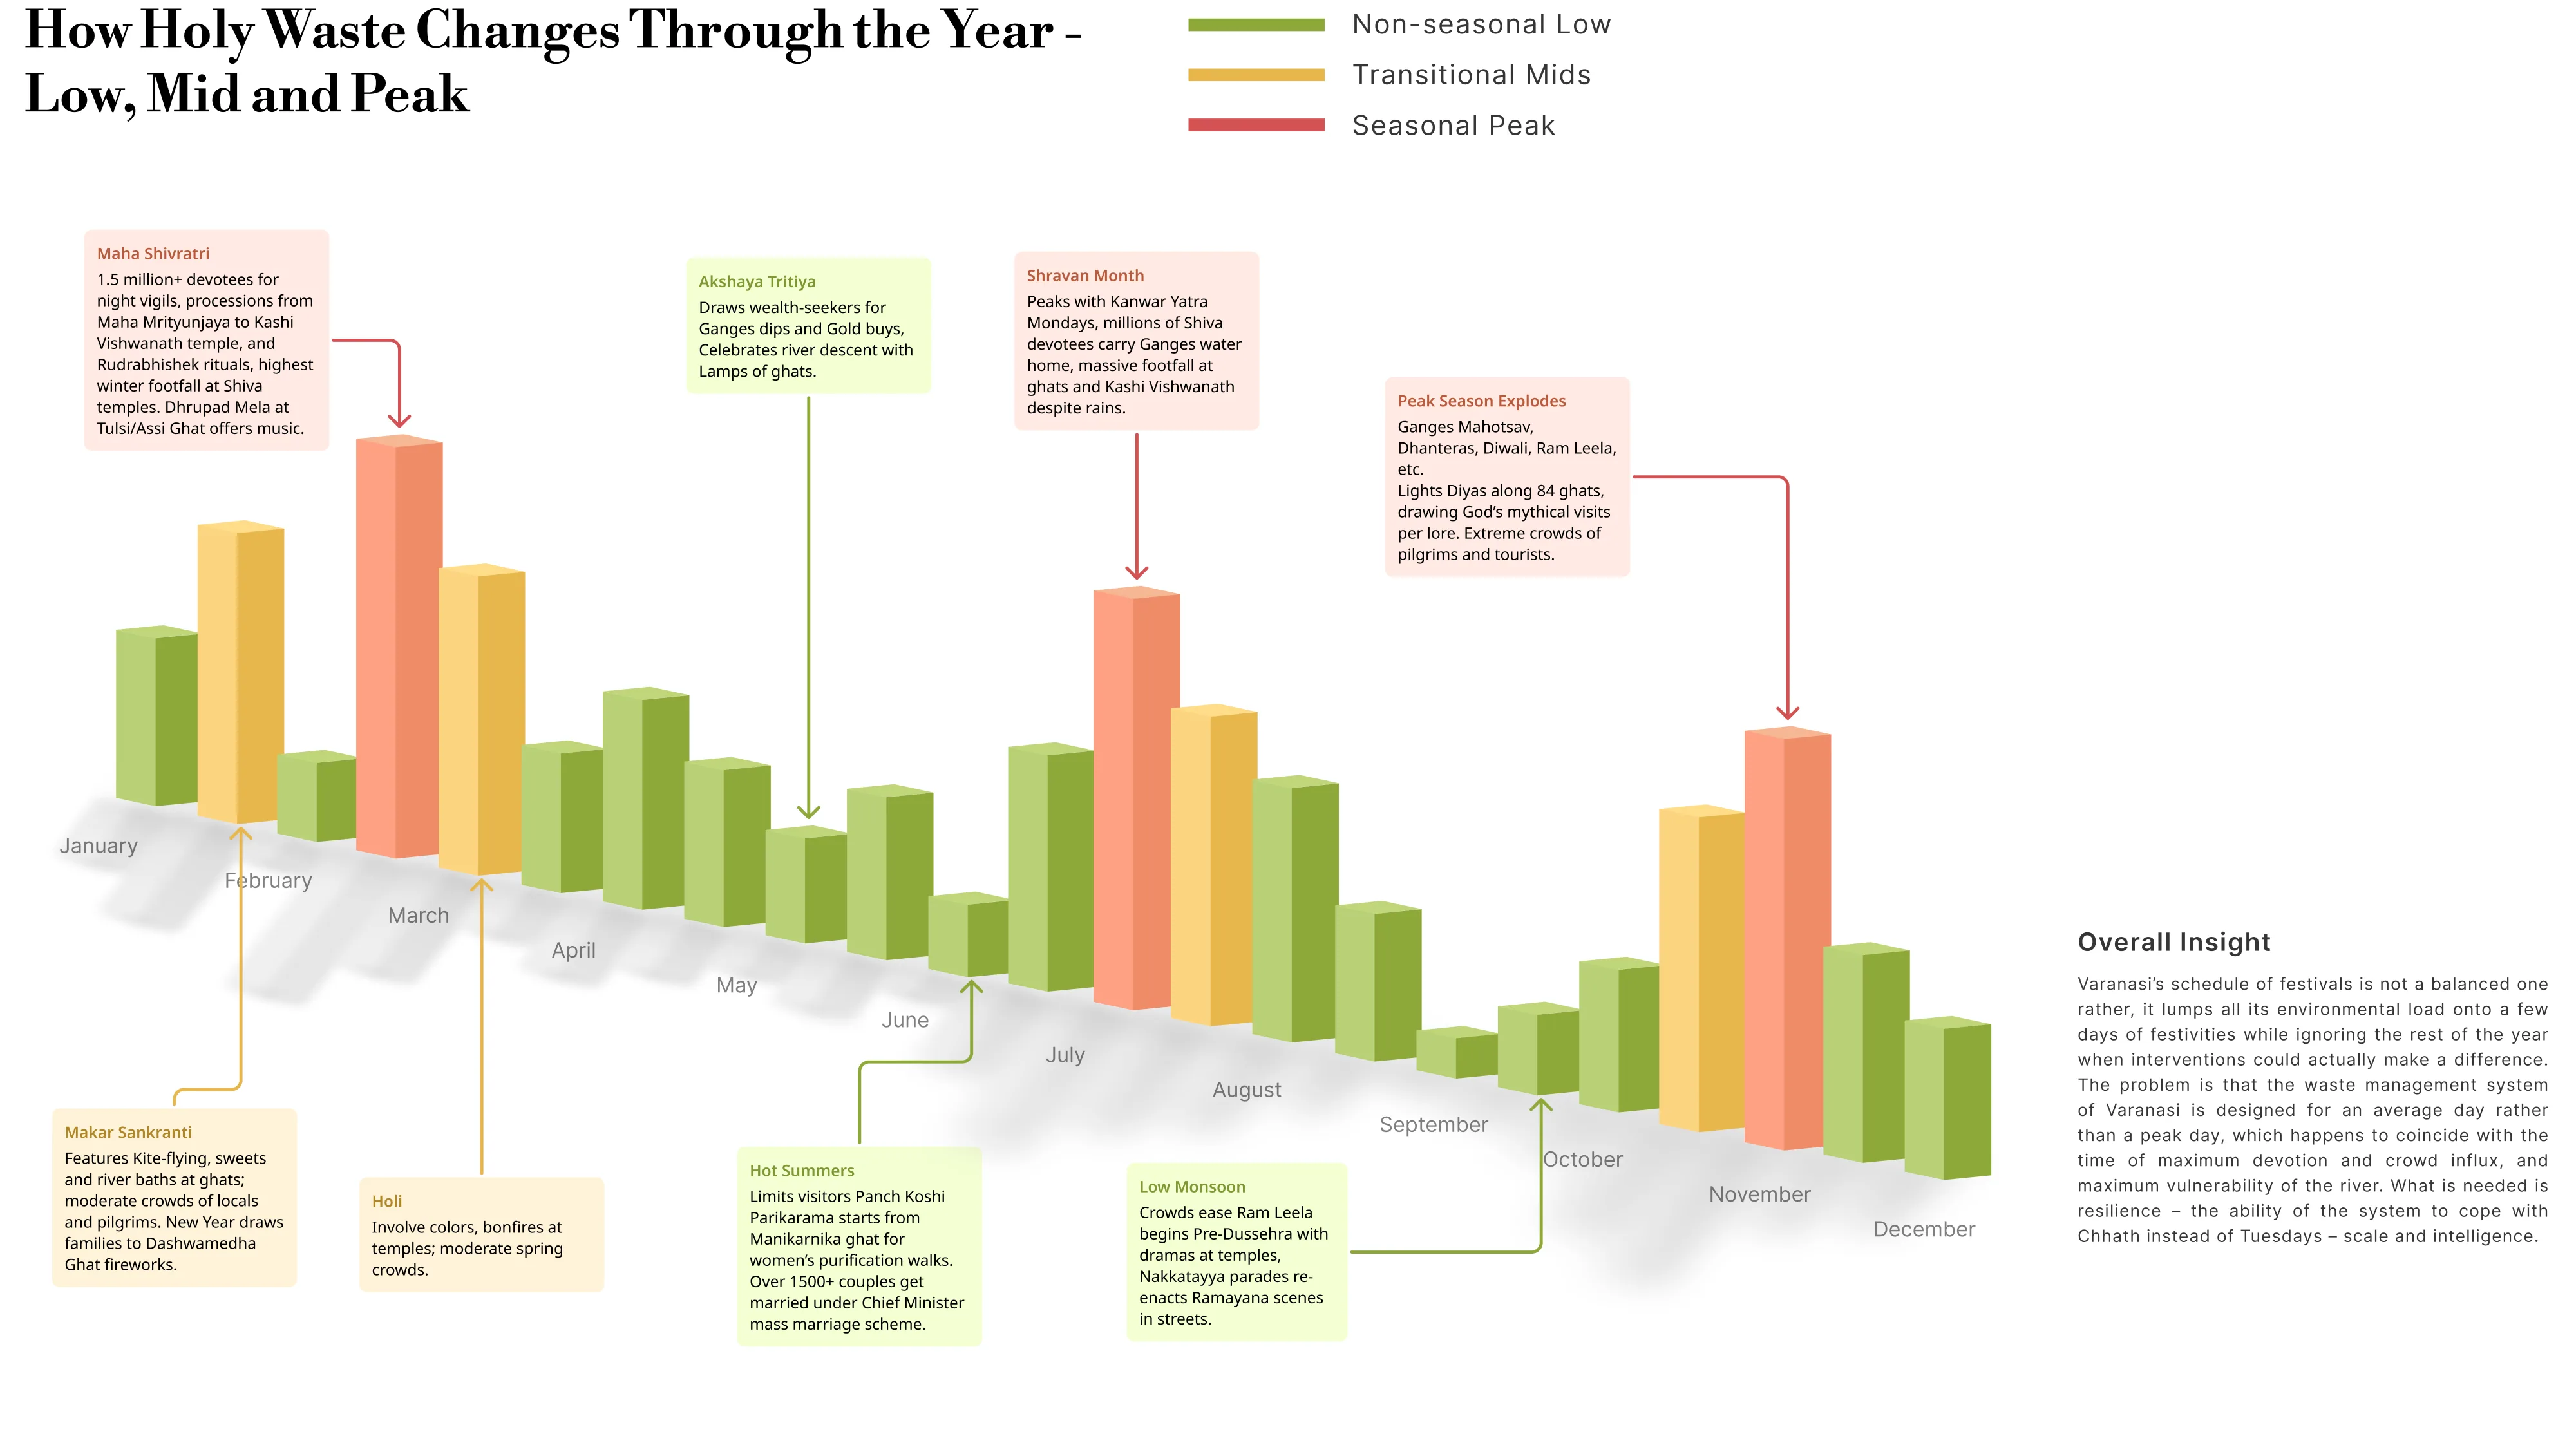 How Holy Waste Changes Through the Year -
Low, Mid and Peak
Non-seasonal Low
Transitional Mids
Seasonal Peak
Maha Shivratri
1.5 million+ devotees for
night vigils, processions from
Maha Mrityunjaya to Kashi
Vishwanath temple, and
Rudrabhishek rituals, highest
winter footfall at Shiva
temples. Dhrupad Mela at
Tulsi/Assi Ghat offers music.
Akshaya Tritiya
Draws wealth-seekers for
Ganges dips and Gold buys,
Celebrates river descent with
Lamps of ghats.
Shravan Month
Peaks with Kanwar Yatra
Mondays, millions of Shiva
devotees carry Ganges water
home, massive footfall at
ghats and Kashi Vishwanath
despite rains.
Peak Season Explodes
Ganges Mahotsav,
Dhanteras, Diwali, Ram Leela,
etc.
Lights Diyas along 84 ghats,
drawing God's mythical visits
per lore. Extreme crowds of
pilgrims and tourists.
January
February
March
April
May
June
July
August
September
October
November
December
Makar Sankranti
Features Kite-flying, sweets
and river baths at ghats;
moderate crowds of locals
and pilgrims. New Year draws
families to Dashwamedha
Ghat fireworks.
Holi
Involve colors, bonfires at
temples; moderate spring
crowds.
Hot Summers
Limits visitors Panch Koshi
Parikarama starts from
Manikarnika ghat for
women's purification walks.
Over 1500+ couples get
married under Chief Minister
mass marriage scheme.
Low Monsoon
Crowds ease Ram Leela
begins Pre-Dussehra with
dramas at temples,
Nakkatayya parades re-
enacts Ramayana scenes
in streets.
Overall Insight
Varanasi's schedule of festivals is not a balanced one
rather, it lumps all its environmental load onto a few
days of festivities while ignoring the rest of the year
when interventions could actually make a difference.
The problem is that the waste management system
of Varanasi is designed for an average day rather
than a peak day, which happens to coincide with the
time of maximum devotion and crowd influx, and
maximum vulnerability of the river. What is needed is
resilience – the ability of the system to cope with
Chhath instead of Tuesdays – scale and intelligence.